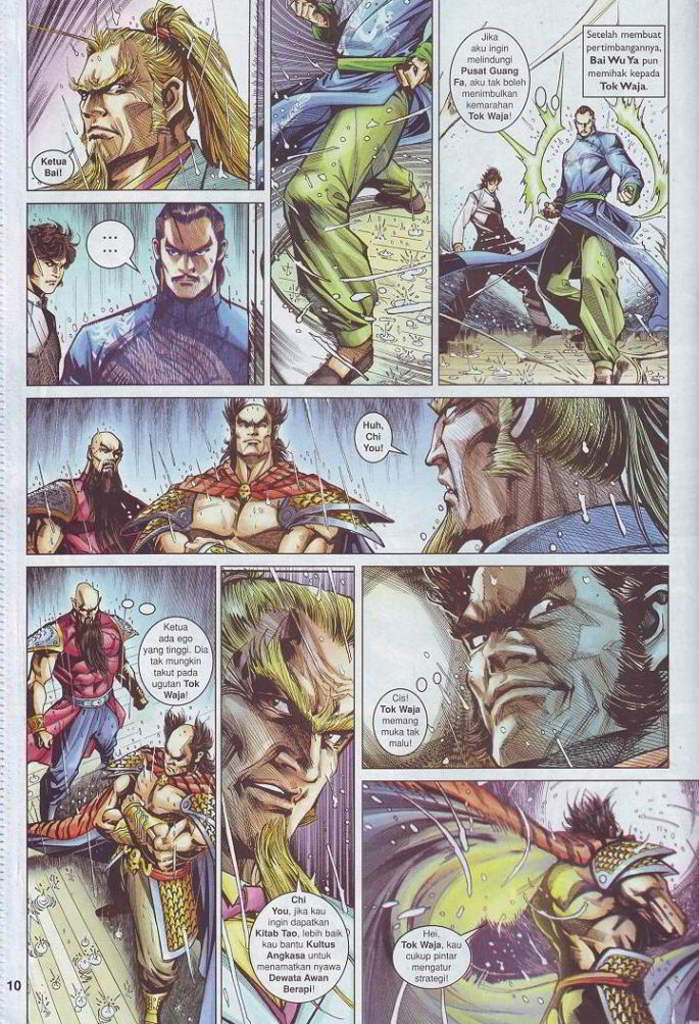 Ketua
Bai!
...
...
Jika
aku ingin
melindungi
Pusat Guang
Fa, aku tak boleh
menimbulkan
kemarahan
Tok Waja!
Setelah membuat
pertimbangannya,
Bai Wu Ya pun
memihak kepada
Tok Waja.
Huh,
Chi
You!
Ketua
ada ego
yang tinggi. Dia
tak mungkin
takut pada
ugutan Tok
Waja!
Chi
You, jika kau
ingin dapatkan
Kitab Tao, lebih baik
kau bantu Kultus
Angkasa untuk
menamatkan nyawa
Dewata Awan
Berapi!
Cis!
Tok Waja
memang
muka tak
malu!
Hei,
Tok Waja, kau
cukup pintar
mengatur
strategi!
10